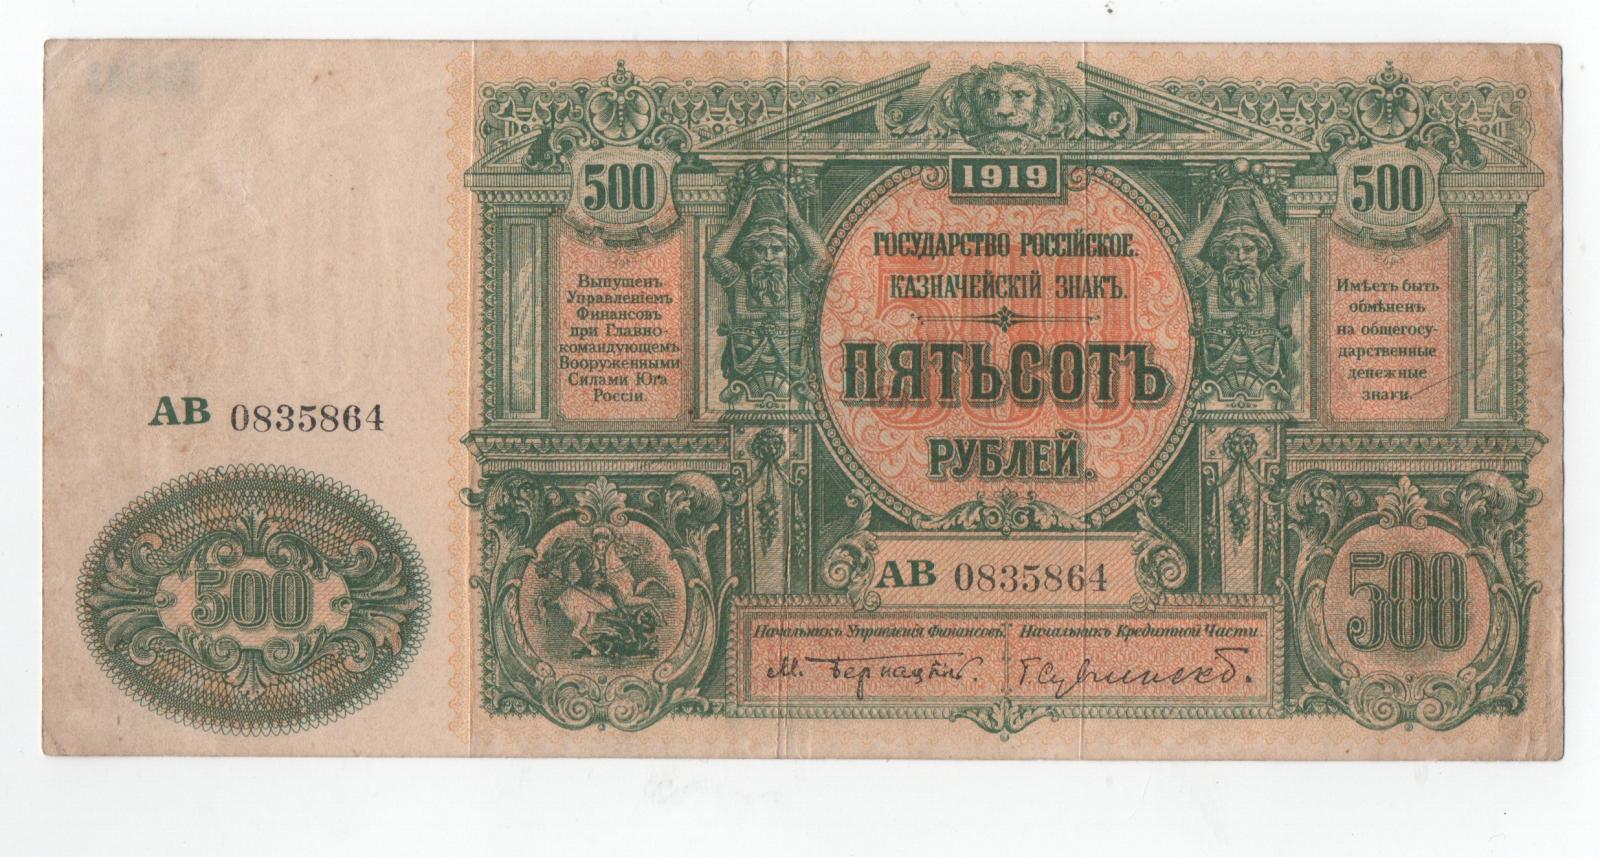 1919
500
500
ГОСУДАРСТВО РОССІЙСКОЕ.
КАЗНАЧЕЙСКІЙ ЗНАКЪ.
ПЯТЬСОТЪ
РУБЛЕЙ.
Выпущенъ
Управленіемъ
Финансовъ
при Главно-
командующемъ
Вооруженными
Силами Юга
Россіи.
Имѣетъ быть
обмѣненъ
на общегосу-
дарственные
денежные
знаки.
АВ 0835864
500
АВ 0835864
500
Начальникъ Управленія Финансовъ.
М. Бернацкій.
Начальникъ Кредитной Части.